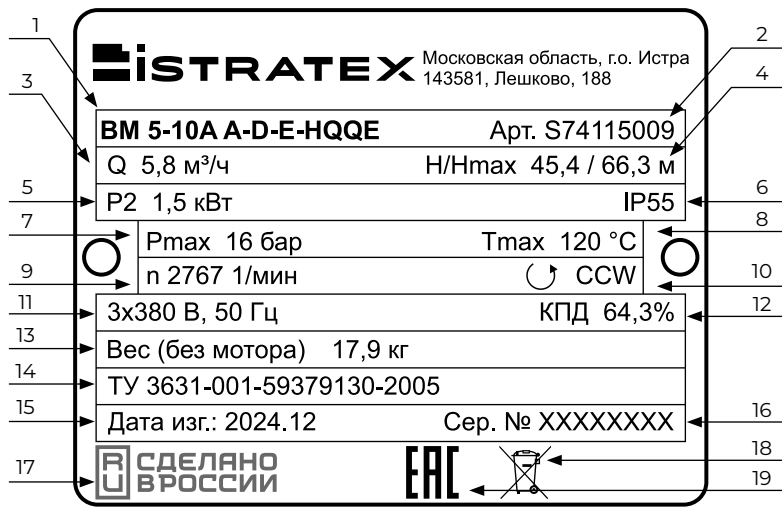 ISTRATEX
Московская область, г.о. Истра
143581, Лешково, 188
ВМ 5-10А A-D-E-HQQE Арт. S74115009
Q 5,8 м³/ч H/Hmax 45,4 / 66,3 м
P2 1,5 кВт IP55
Pmax 16 бар Tmax 120 °C
n 2767 1/мин CCW
3x380 В, 50 Гц КПД 64,3%
Вес (без мотора) 17,9 кг
ТУ 3631-001-59379130-2005
Дата изг.: 2024.12 Сер. № XXXXXXXX
RU СДЕЛАНО
В РОССИИ
EAC
1
3
5
7
9
11
13
14
15
17
2
4
6
8
10
12
16
18
19